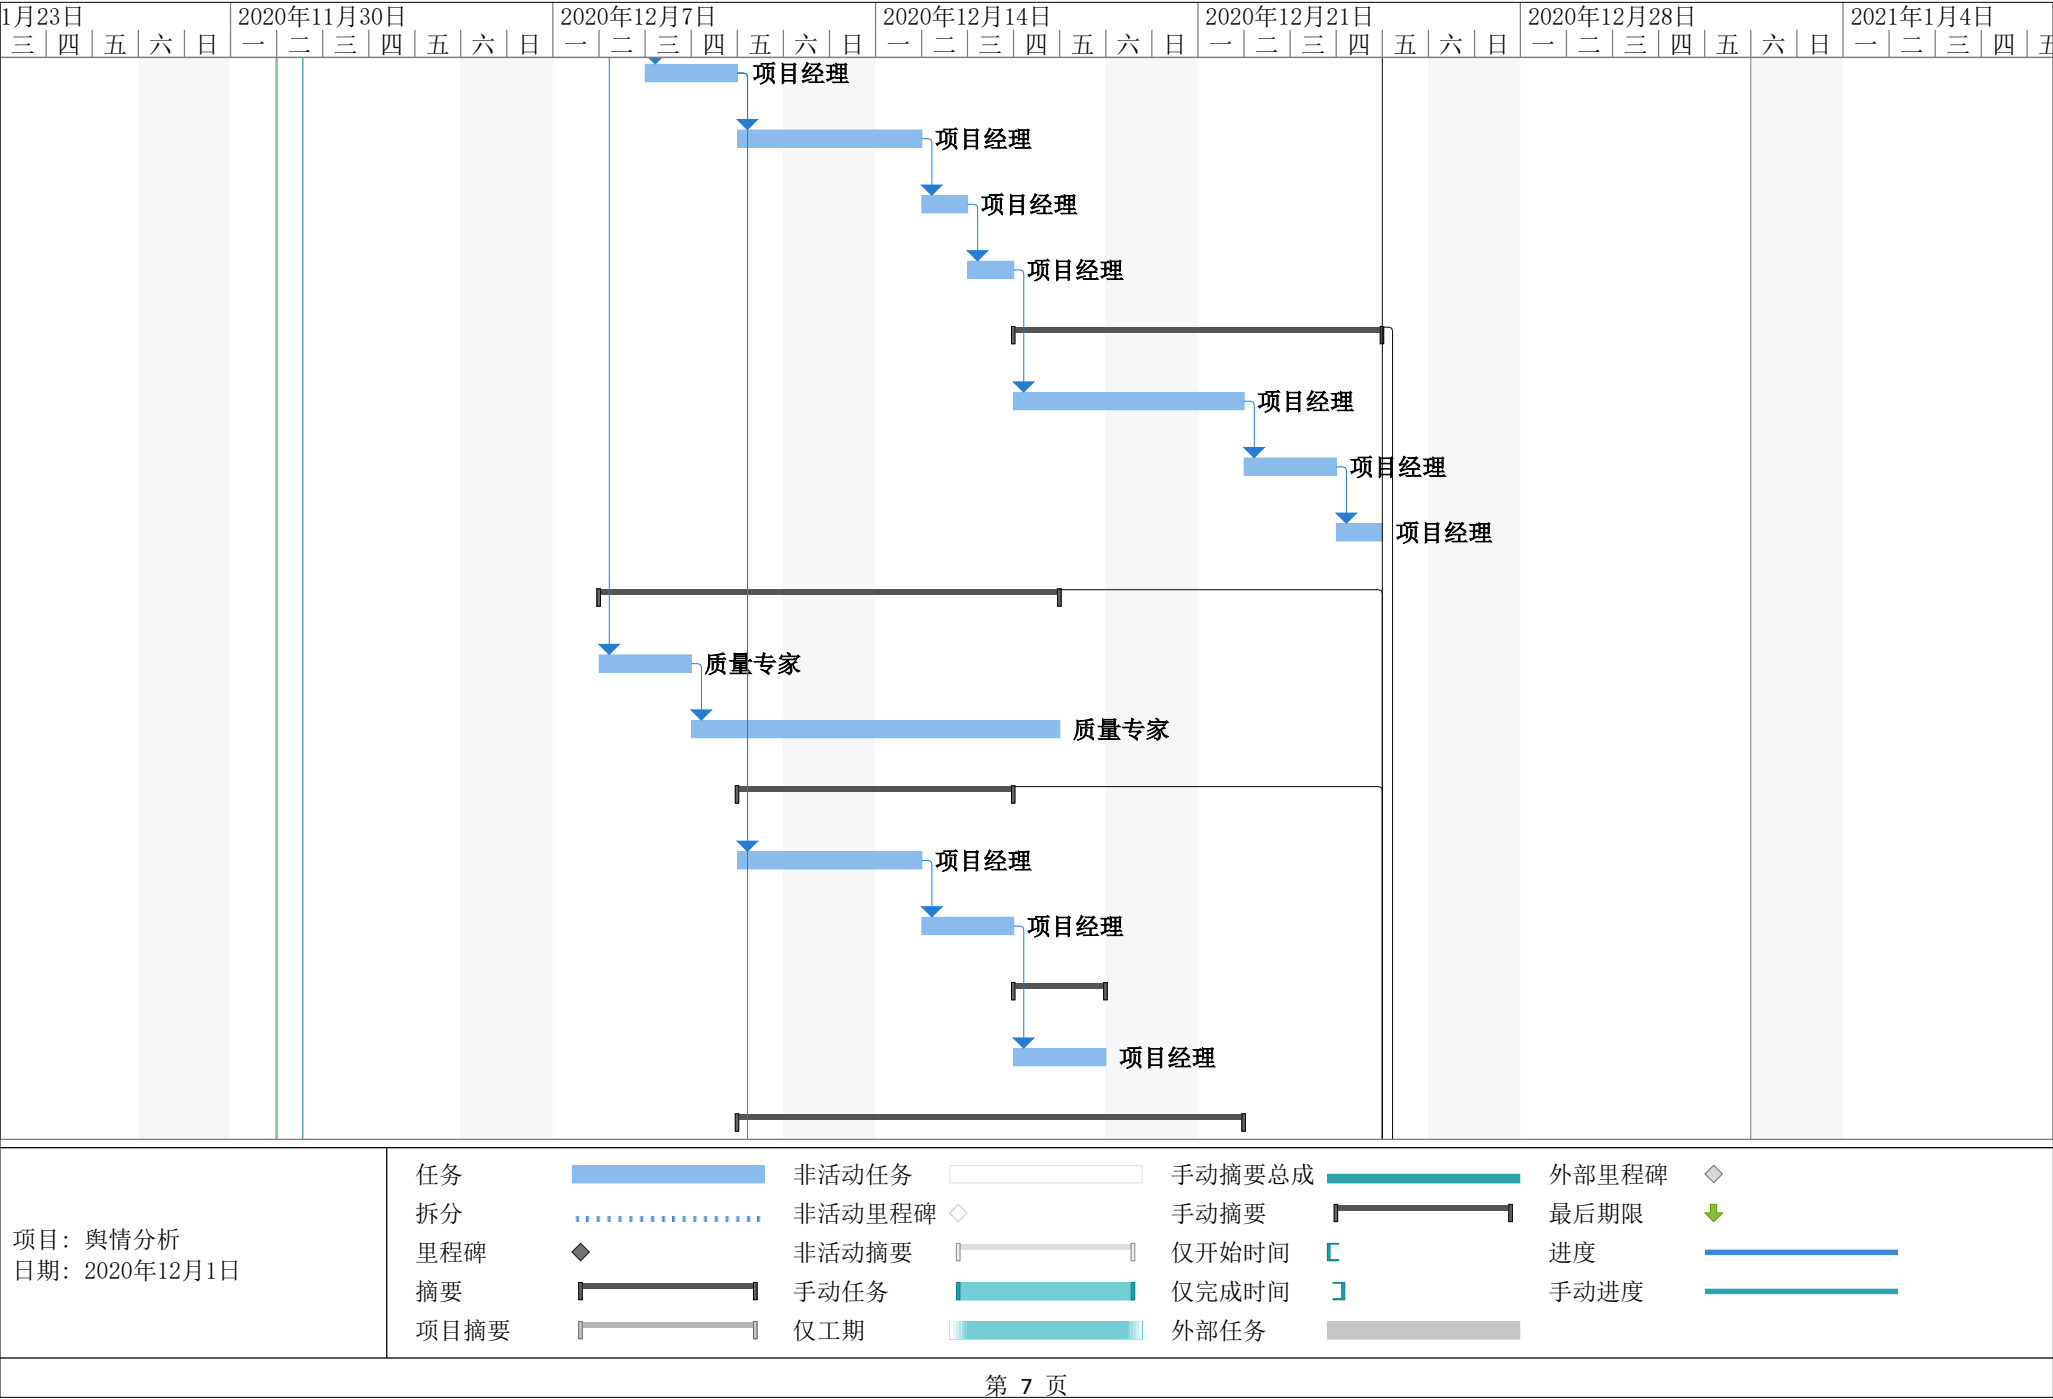 1月23日 2020年11月30日 2020年12月7日 2020年12月14日 2020年12月21日 2020年12月28日 2021年1月4日
三 四 五 六 日 一 二 三 四 五 六 日 一 二 三 四 五 六 日 一 二 三 四 五 六 日 一 二 三 四 五 六 日 一 二 三 四 五 六 日 一 二 三 四 五
项目经理
项目经理
项目经理
项目经理
项目经理
项目经理
项目经理
质量专家
质量专家
项目经理
项目经理
项目经理
项目: 舆情分析
日期: 2020年12月1日
任务
拆分
里程碑
摘要
项目摘要
非活动任务
非活动里程碑
非活动摘要
手动任务
仅工期
手动摘要总成
手动摘要
仅开始时间
仅完成时间
外部任务
外部里程碑
最后期限
进度
手动进度
第 7 页